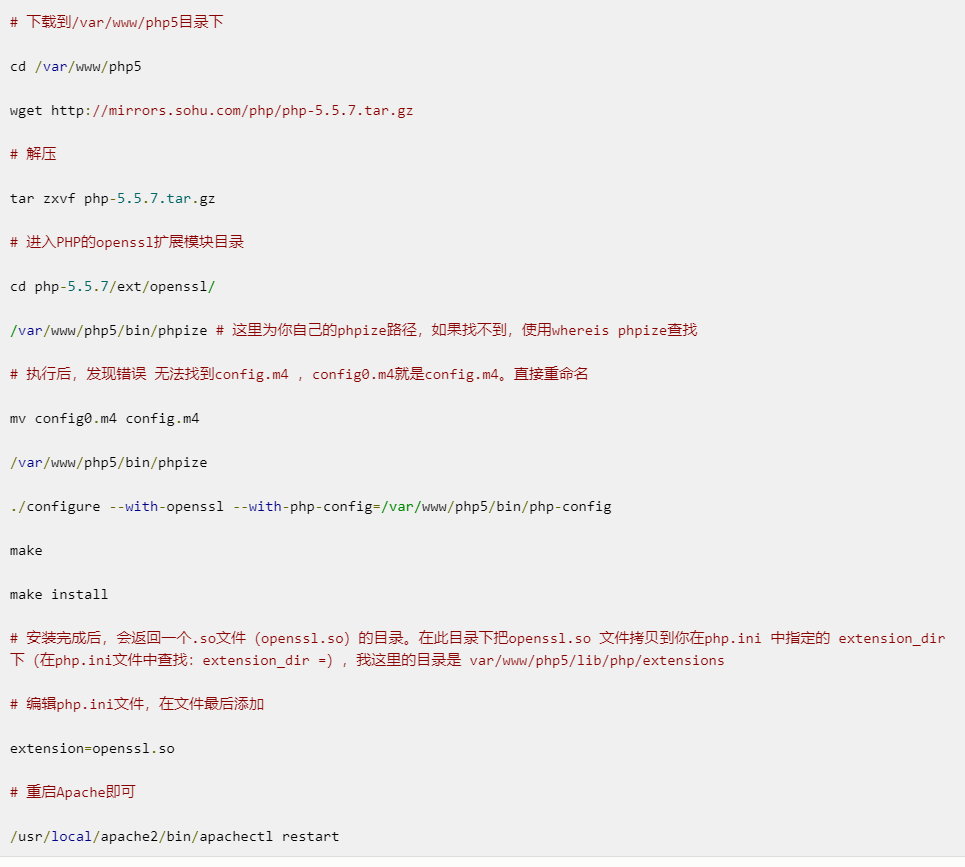 # 下载到/var/www/php5目录下
cd /var/www/php5
wget http://mirrors.sohu.com/php/php-5.5.7.tar.gz
# 解压
tar zxvf php-5.5.7.tar.gz
# 进入PHP的openssl扩展模块目录
cd php-5.5.7/ext/openssl/
/var/www/php5/bin/phpize # 这里为你自己的phpize路径，如果找不到，使用whereis phpize查找
# 执行后，发现错误 无法找到config.m4 ，config0.m4就是config.m4。直接重命名
mv config0.m4 config.m4
/var/www/php5/bin/phpize
./configure --with-openssl --with-php-config=/var/www/php5/bin/php-config
make
make install
# 安装完成后，会返回一个.so文件（openssl.so）的目录。在此目录下把openssl.so 文件拷贝到你在php.ini 中指定的 extension_dir
下（在php.ini文件中查找：extension_dir =），我这里的目录是 var/www/php5/lib/php/extensions
# 编辑php.ini文件，在文件最后添加
extension=openssl.so
# 重启Apache即可
/usr/local/apache2/bin/apachectl restart